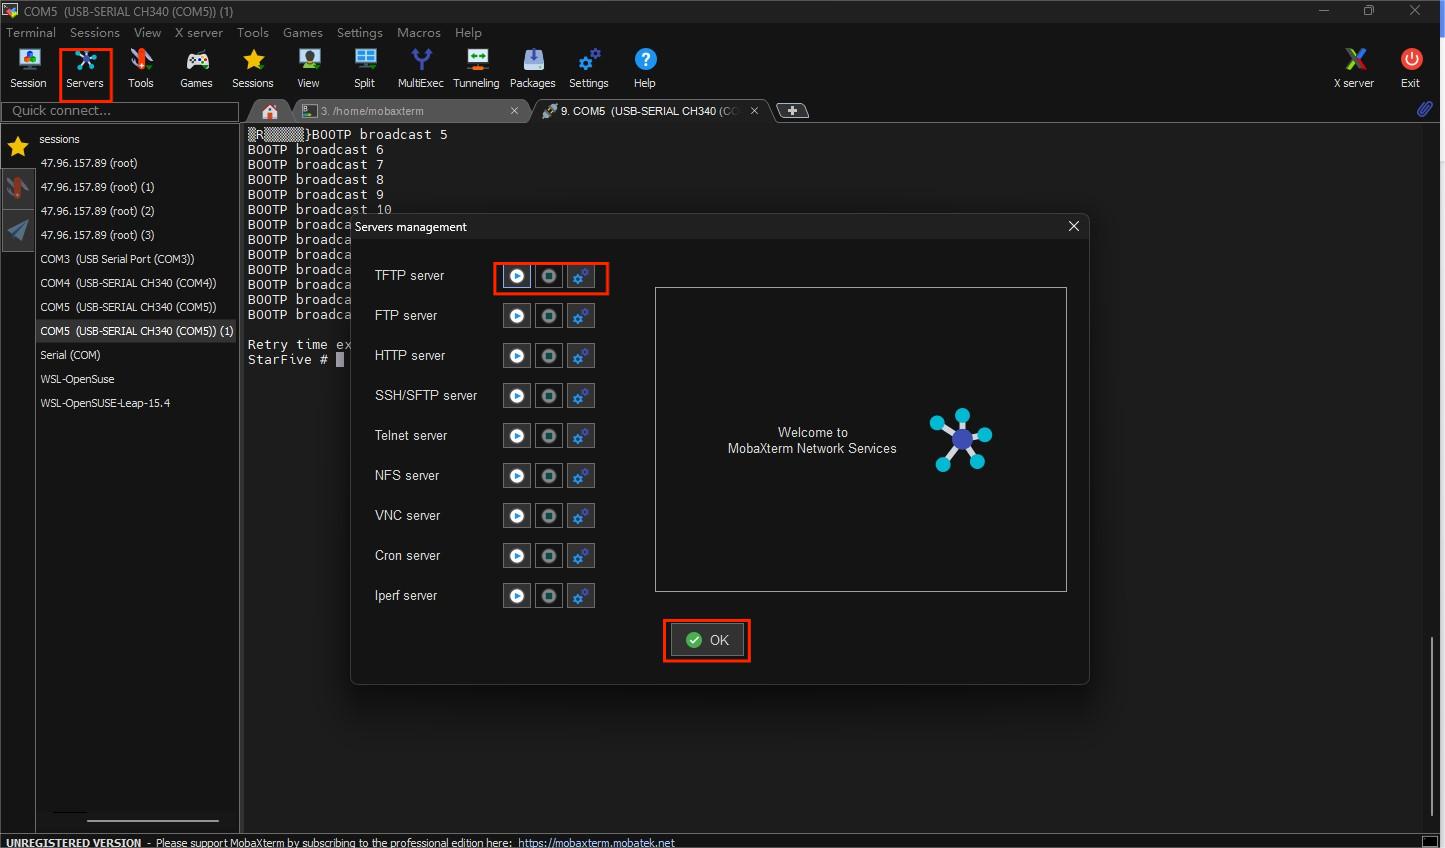 COM5 (USB-SERIAL CH340 (COM5)) (1)
Terminal Sessions View X server Tools Games Settings Macros Help
Session Servers Tools Games Sessions View Split MultiExec Tunneling Packages Settings Help X server Exit
Quick connect...
3. /home/mobaxterm
9. COM5 (USB-SERIAL CH340 (CO
sessions
47.96.157.89 (root)
47.96.157.89 (root) (1)
47.96.157.89 (root) (2)
47.96.157.89 (root) (3)
COM3 (USB Serial Port (COM3))
COM4 (USB-SERIAL CH340 (COM4))
COM5 (USB-SERIAL CH340 (COM5))
COM5 (USB-SERIAL CH340 (COM5)) (1)
Serial (COM)
WSL-OpenSuse
WSL-OpenSUSE-Leap-15.4
R}BOOTP broadcast 5
BOOTP broadcast 6
BOOTP broadcast 7
BOOTP broadcast 8
BOOTP broadcast 9
BOOTP broadcast 10
BOOTP broadca
BOOTP broadca
BOOTP broadca
BOOTP broadca
BOOTP broadca
BOOTP broadca
BOOTP broadca
Retry time ex
StarFive #
Servers management
TFTP server
FTP server
HTTP server
SSH/SFTP server
Telnet server
NFS server
VNC server
Cron server
Iperf server
Welcome to
MobaXterm Network Services
OK
UNREGISTERED VERSION - Please support MobaXterm by subscribing to the professional edition here: https://mobaxterm.mobatek.net